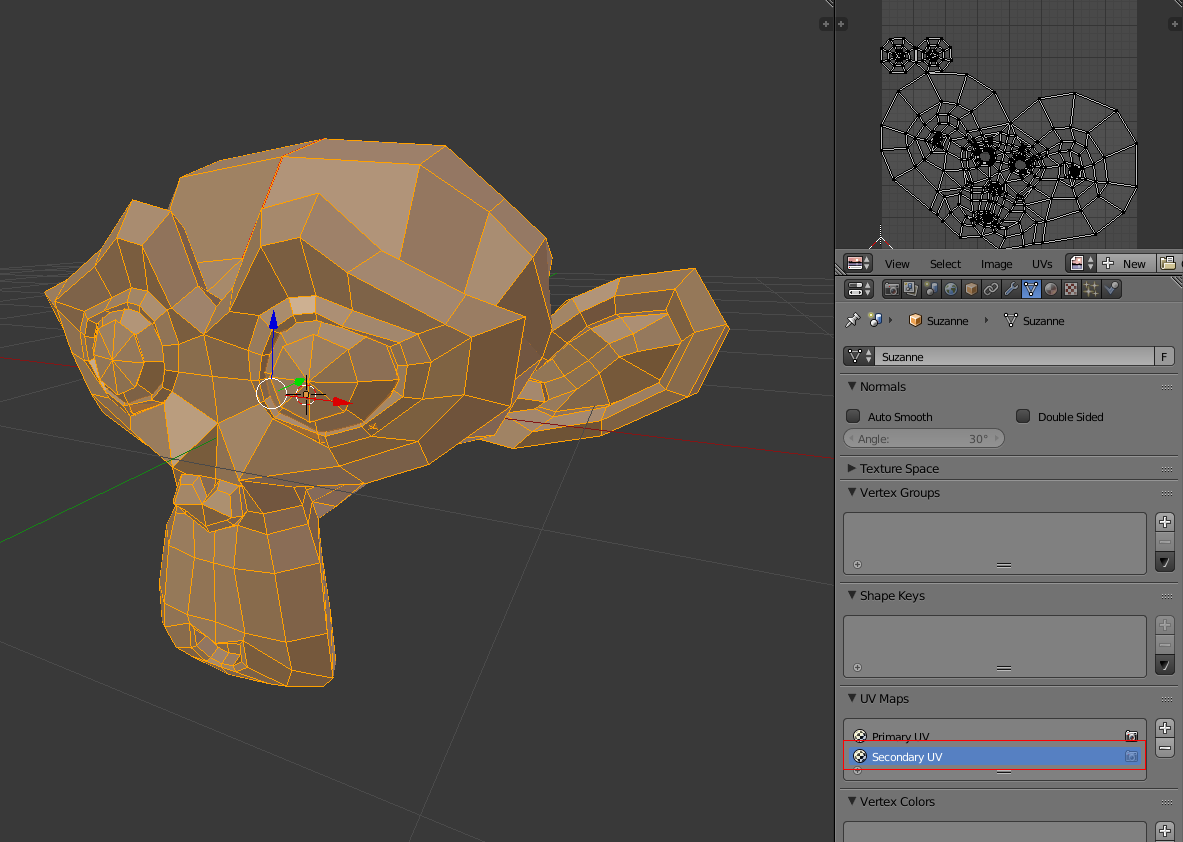 View Select Image UVs New
Suzanne Suzanne
Suzanne F
Normals
Auto Smooth Double Sided
Angle: 30°
Texture Space
Vertex Groups
Shape Keys
UV Maps
Primary UV
Secondary UV
Vertex Colors